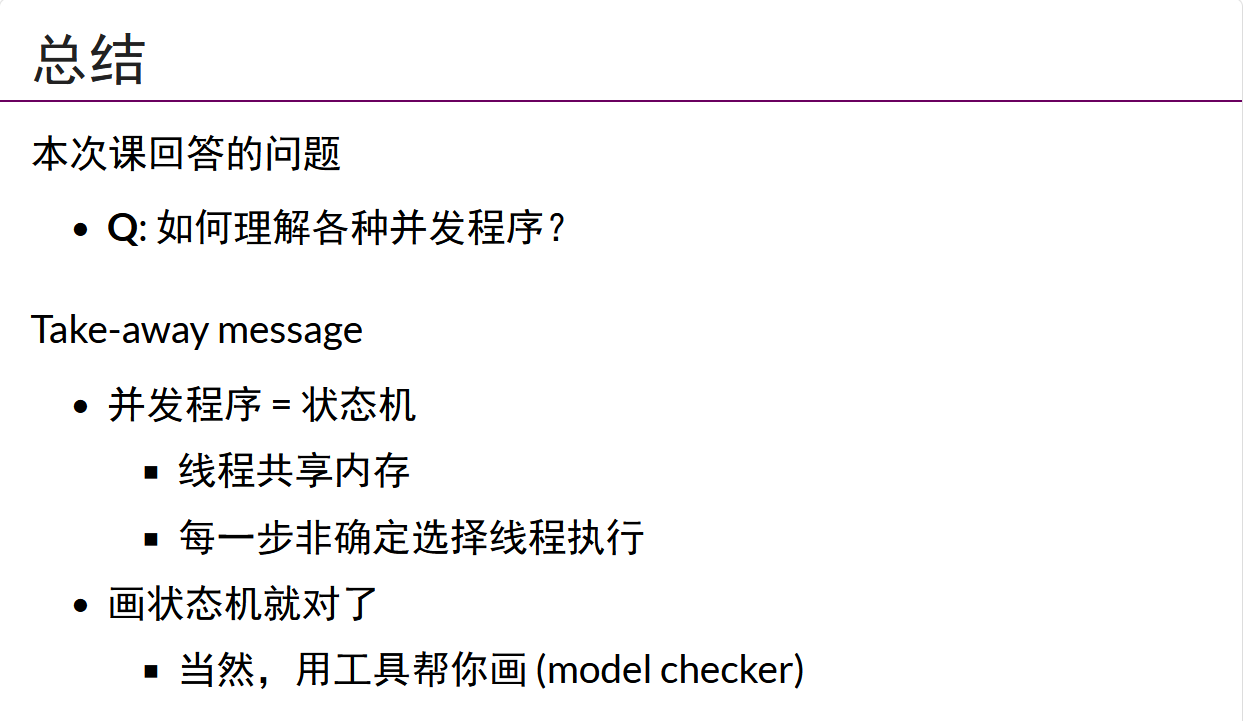 总结
本次课回答的问题
Q: 如何理解各种并发程序？
Take-away message
并发程序 = 状态机
线程共享内存
每一步非确定选择线程执行
画状态机就对了
当然，用工具帮你画 (model checker)